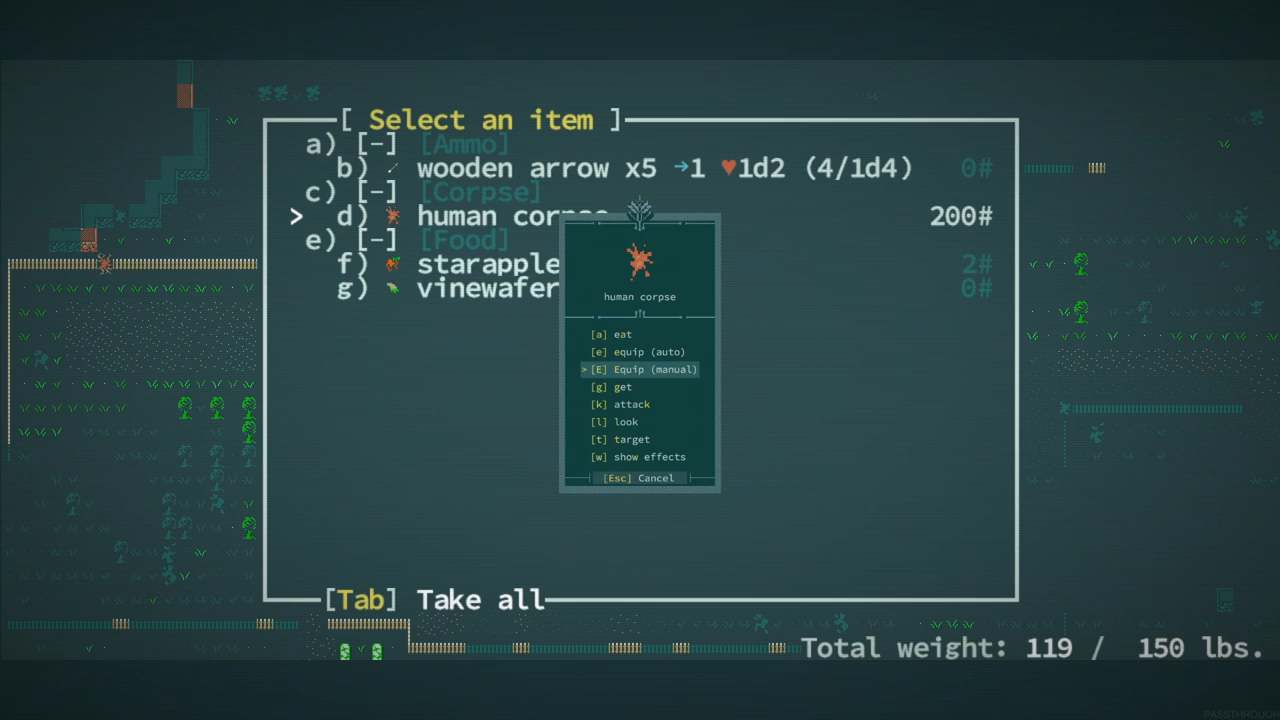 [ Select an item ]
a) [-] [Ammo]
b) wooden arrow x5 →1 ♥1d2 (4/1d4) 0#
c) [-] [Corpse]
> d) human corpse 200#
e) [-] [Food]
f) starapple 2#
g) vinewafer 0#
human corpse
[a] eat
[e] equip (auto)
> [E] Equip (manual)
[g] get
[k] attack
[l] look
[t] target
[w] show effects
[Esc] Cancel
[Tab] Take all
Total weight: 119 / 150 lbs.